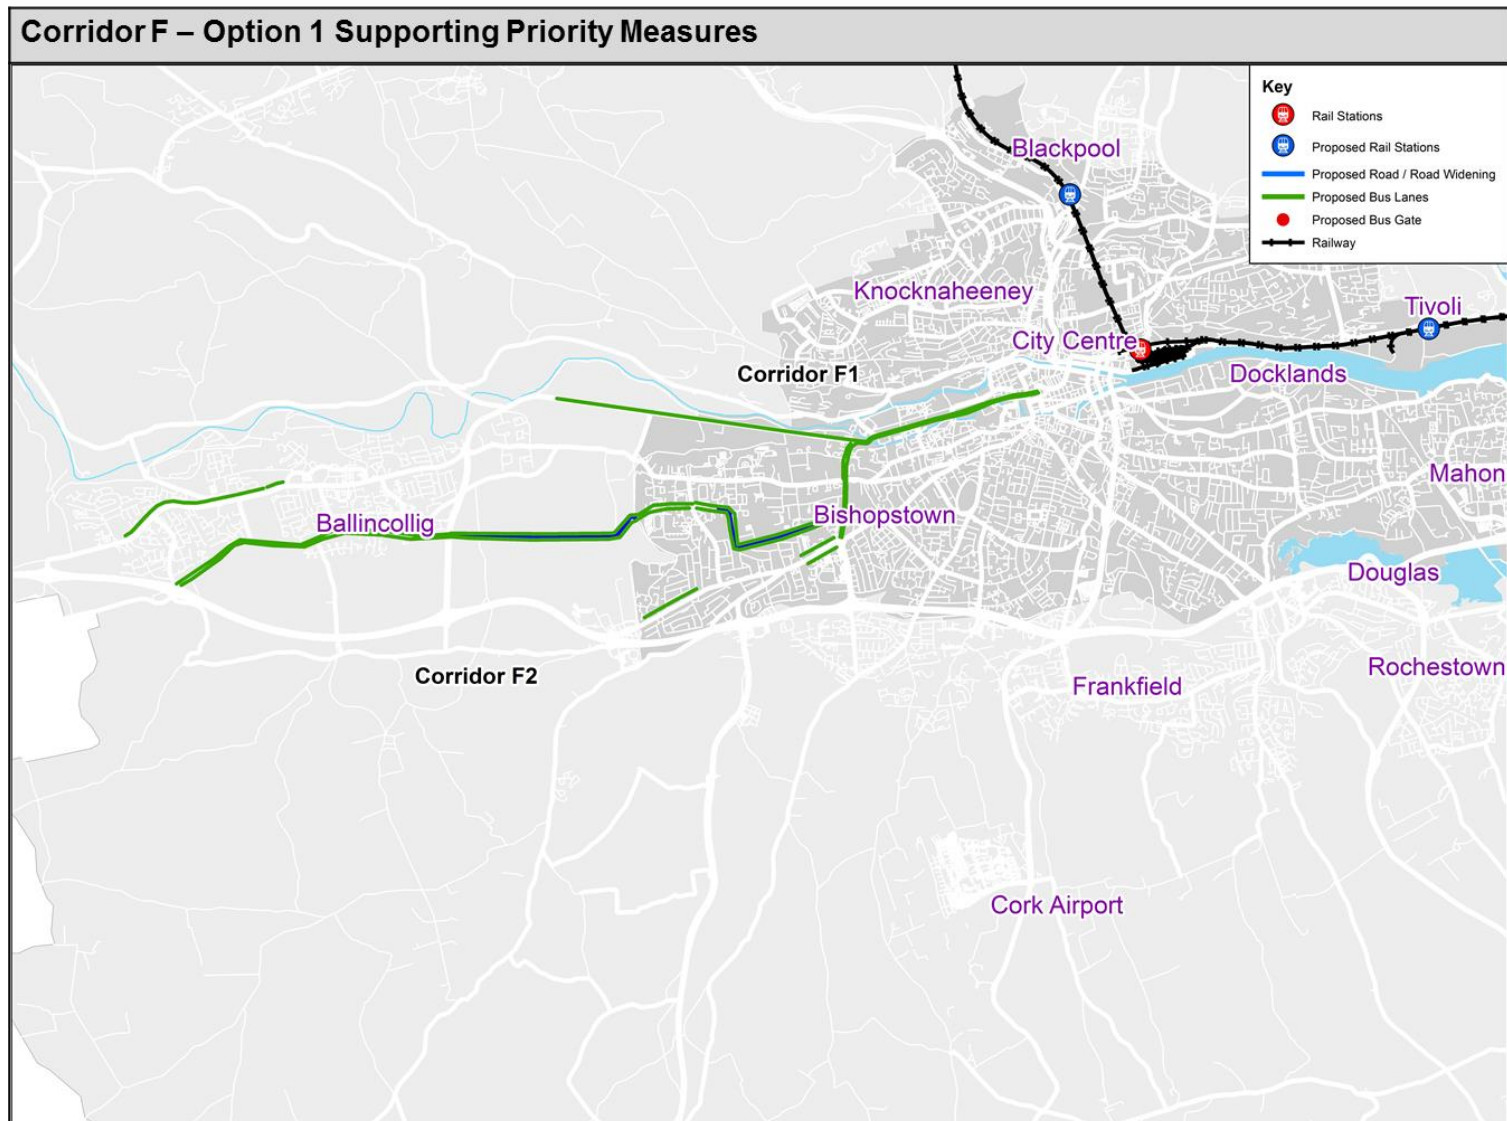 Corridor F – Option 1 Supporting Priority Measures
Key
Rail Stations
Proposed Rail Stations
Proposed Road / Road Widening
Proposed Bus Lanes
Proposed Bus Gate
Railway
Blackpool
Knocknaheeney
Tivoli
City Centre
Corridor F1
Docklands
Mahon
Ballincollig
Bishopstown
Douglas
Corridor F2
Rochestown
Frankfield
Cork Airport